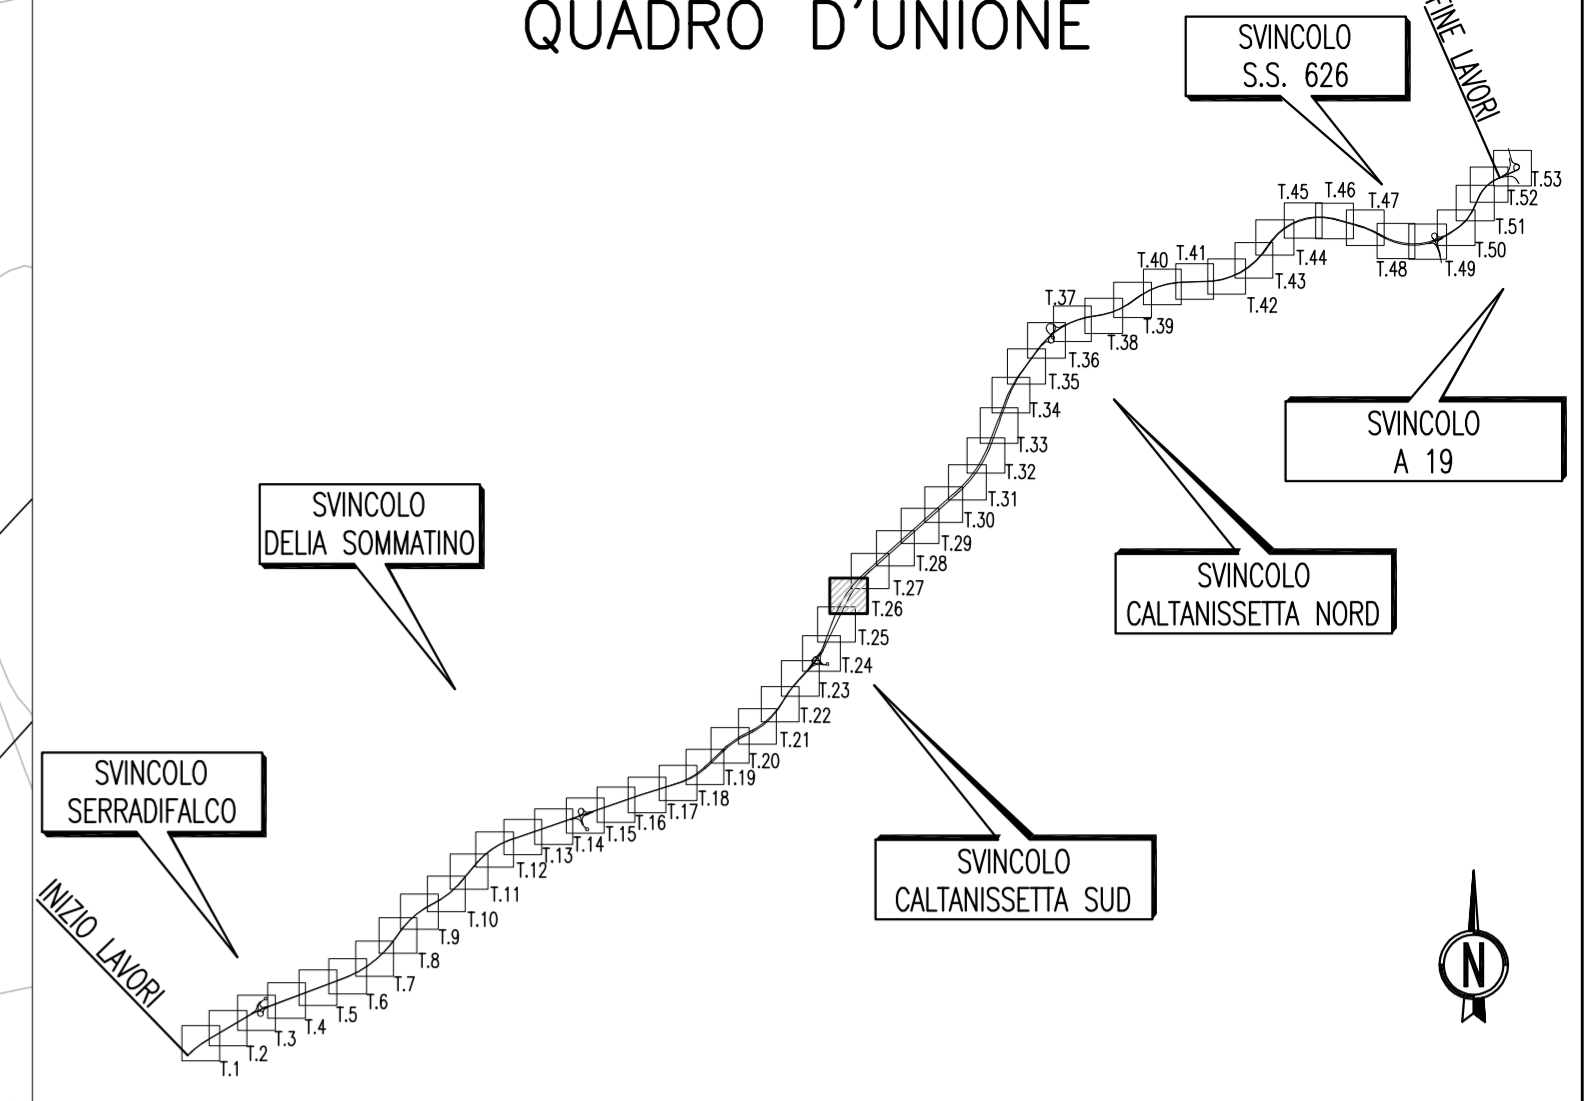 QUADRO D'UNIONE
SVINCOLO
S.S. 626
FINE LAVORI
T.53
T.52
T.51
T.50
T.49
T.48
T.47
T.46
T.45
T.44
T.43
T.42
T.41
T.40
T.39
T.38
T.37
T.36
T.35
T.34
T.33
T.32
T.31
T.30
T.29
T.28
T.27
T.26
T.25
T.24
T.23
T.22
T.21
T.20
T.19
T.18
T.17
T.16
T.15
T.14
T.13
T.12
T.11
T.10
T.9
T.8
T.7
T.6
T.5
T.4
T.3
T.2
T.1
SVINCOLO
A 19
SVINCOLO
DELIA SOMMATINO
SVINCOLO
CALTANISSETTA NORD
SVINCOLO
SERRADIFALCO
SVINCOLO
CALTANISSETTA SUD
INIZIO LAVORI
N